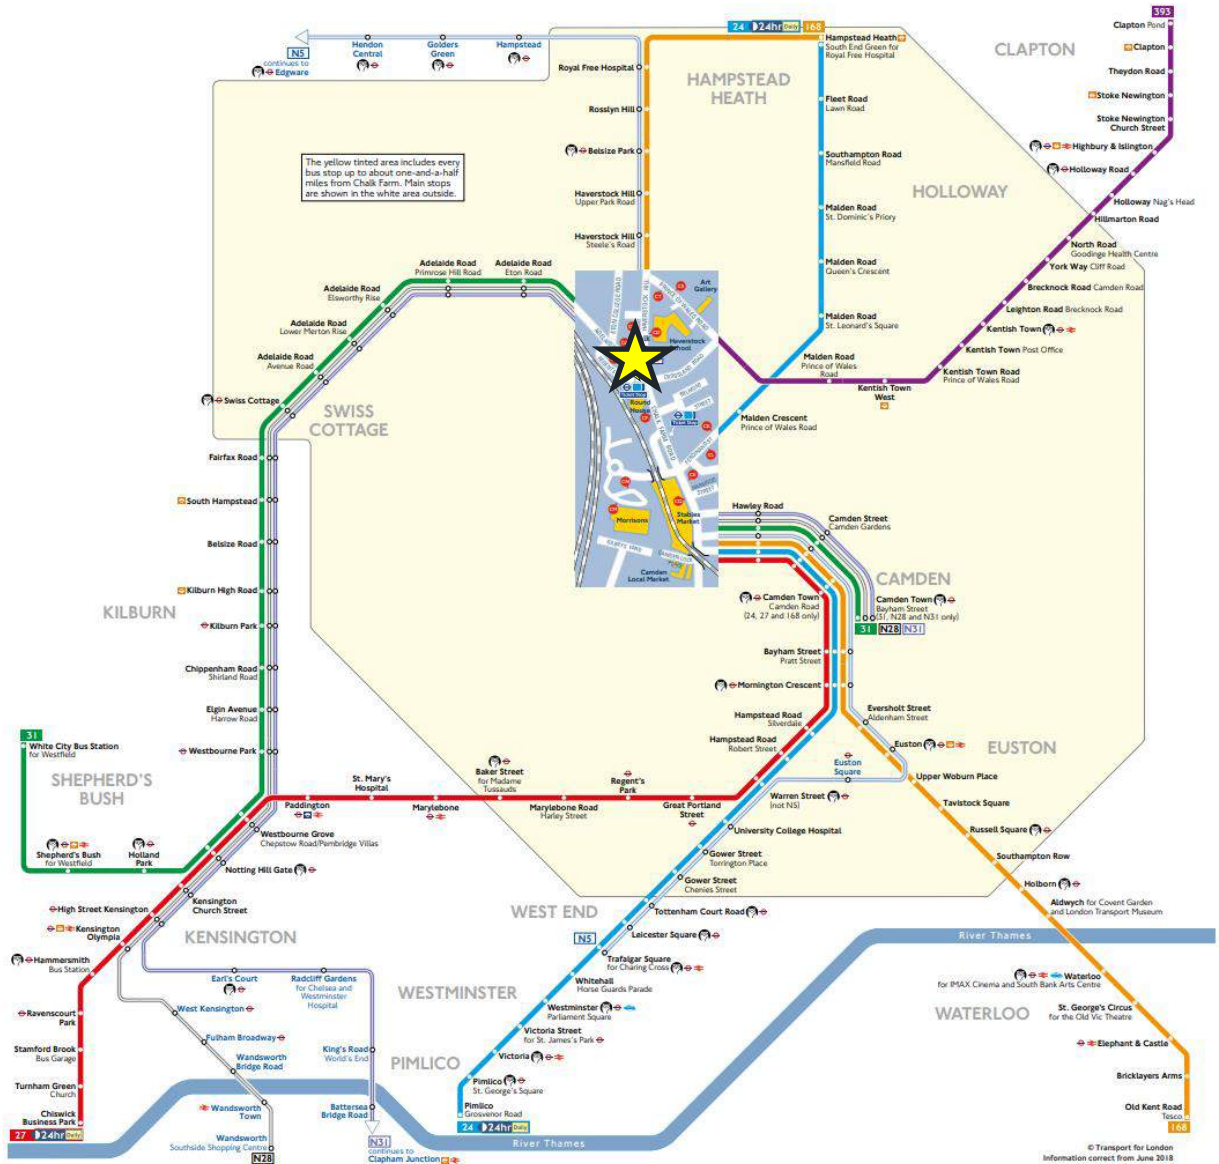 24 24hr Daily 168
393
Clapton Pond
Clapton
Theydon Road
Stoke Newington
Stoke Newington
Church Street
Highbury & Islington
Holloway Road
Holloway Nag's Head
Hillmarton Road
North Road
Goodinge Health Centre
York Way Cliff Road
Brecknock Road Camden Road
Leighton Road Brecknock Road
Kentish Town
Kentish Town Post Office
Kentish Town Road
Prince of Wales Road
Kentish Town
West
Malden Road
Prince of Wales
Road
CLAPTON
HOLLOWAY
HAMPSTEAD
HEATH
N5
continues to
Edgware
Hendon
Central
Golders
Green
Hampstead
Royal Free Hospital
Rosslyn Hill
Belsize Park
Haverstock Hill
Upper Park Road
Haverstock Hill
Steele's Road
Hampstead Heath
South End Green for
Royal Free Hospital
Fleet Road
Lawn Road
Southampton Road
Mansfield Road
Malden Road
St. Dominic's Priory
Malden Road
Queen's Crescent
Malden Road
St. Leonard's Square
Malden Crescent
Prince of Wales Road
The yellow tinted area includes every
bus stop up to about one-and-a-half
miles from Chalk Farm. Main stops
are shown in the white area outside.
Adelaide Road
Eton Road
Adelaide Road
Primrose Hill Road
Adelaide Road
Elsworthy Rise
Adelaide Road
Lower Merton Rise
Adelaide Road
Avenue Road
Swiss Cottage
SWISS
COTTAGE
Fairfax Road
South Hampstead
Belsize Road
Kilburn High Road
KILBURN
Kilburn Park
Chippenham Road
Shirland Road
Elgin Avenue
Harrow Road
Westbourne Park
Art
Gallery
Haverstock
School
Ticket Stop
Round
House
Ticket Stop
CHALK FARM ROAD
Morrisons
Stables
Market
Camden
Local Market
Hawley Road
Camden Street
Camden Gardens
CAMDEN
Camden Town
Camden Road
(24, 27 and 168 only)
Camden Town
Bayham Street
(31, N28 and N31 only)
31 N28 N31
Bayham Street
Pratt Street
Mornington Crescent
Hampstead Road
Silverdale
Hampstead Road
Robert Street
Eversholt Street
Aldenham Street
Euston
EUSTON
Euston
Square
Warren Street
(not N5)
Upper Woburn Place
Tavistock Square
Russell Square
Southampton Row
Holborn
Aldwych for Covent Garden
and London Transport Museum
River Thames
Waterloo
for IMAX Cinema and South Bank Arts Centre
WATERLOO
St. George's Circus
for the Old Vic Theatre
Elephant & Castle
Bricklayers Arms
Old Kent Road
Tesco
168
31
White City Bus Station
for Westfield
SHEPHERD'S
BUSH
Shepherd's Bush
for Westfield
Holland
Park
Paddington
St. Mary's
Hospital
Marylebone
Baker Street
for Madame
Tussauds
Marylebone Road
Harley Street
Regent's
Park
Great Portland
Street
Westbourne Grove
Chepstow Road/Pembridge Villas
Notting Hill Gate
Kensington
Church Street
High Street Kensington
Kensington
Olympia
KENSINGTON
Hammersmith
Bus Station
Ravenscourt
Park
Stamford Brook
Bus Garage
Turnham Green
Church
Chiswick
Business Park
27 24hr Daily
Earl's Court
Radcliff Gardens
for Chelsea and
Westminster
Hospital
West Kensington
Fulham Broadway
Wandsworth
Bridge Road
Wandsworth
Town
Wandsworth
Southside Shopping Centre
N28
King's Road
World's End
Battersea
Bridge Road
N31
continues to
Clapham Junction
University College Hospital
Gower Street
Torrington Place
Gower Street
Chenies Street
WEST END
Tottenham Court Road
N5
Leicester Square
Trafalgar Square
for Charing Cross
Whitehall
Horse Guards Parade
WESTMINSTER
Westminster
Parliament Square
Victoria Street
for St. James's Park
PIMLICO
Victoria
Pimlico
St. George's Square
Pimlico
Grosvenor Road
24 24hr Daily
River Thames
© Transport for London
Information correct from June 2018